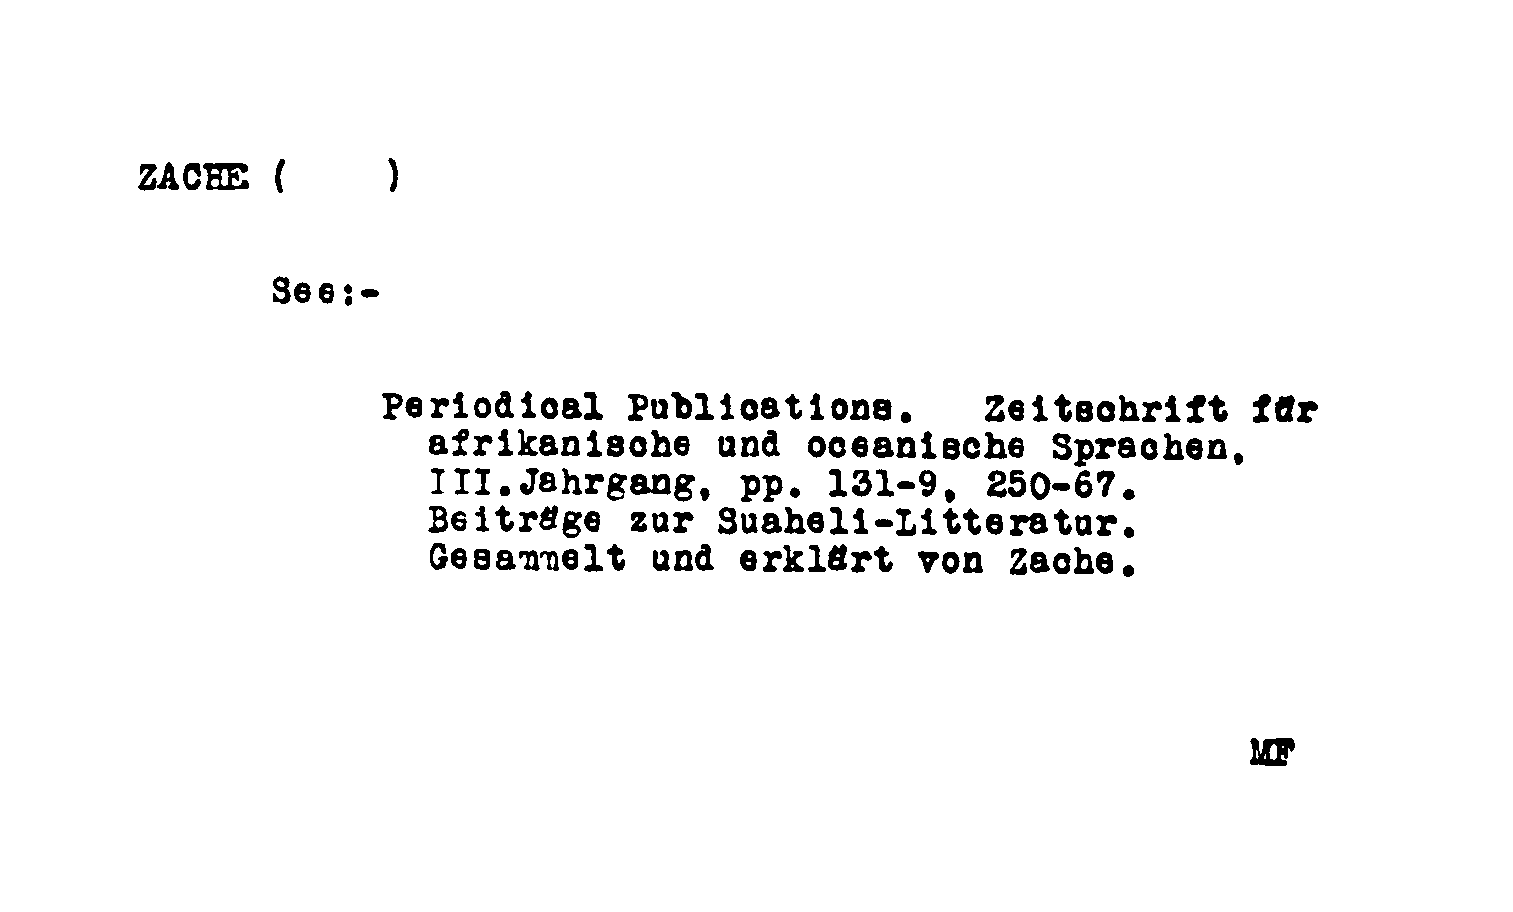 ZACHE (    )
See:-
Periodical Publications. Zeitschrift für
afrikanische und oceanische Sprachen,
III.Jahrgang, pp. 131-9, 250-67.
Beiträge zur Suaheli-Litteratur.
Gesammelt und erklärt von Zache.
MF